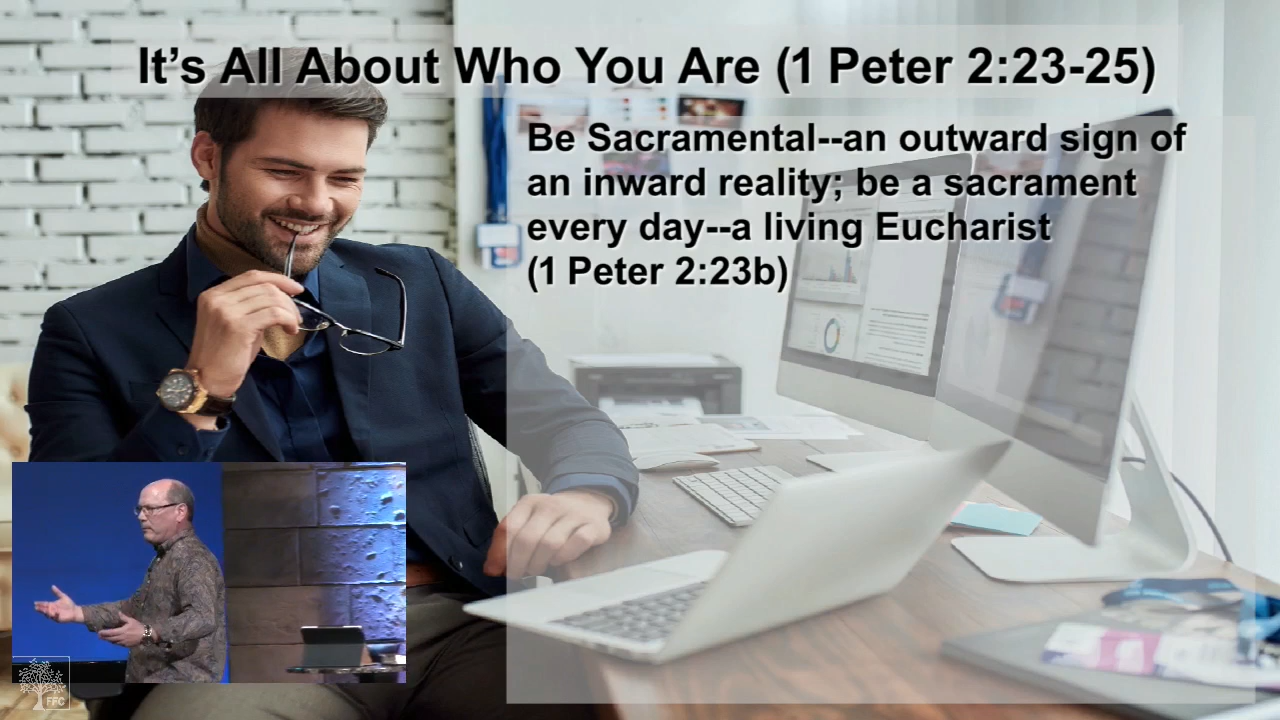 It’s All About Who You Are (1 Peter 2:23-25)
Be Sacramental--an outward sign of
an inward reality; be a sacrament
every day--a living Eucharist
(1 Peter 2:23b)
FFC